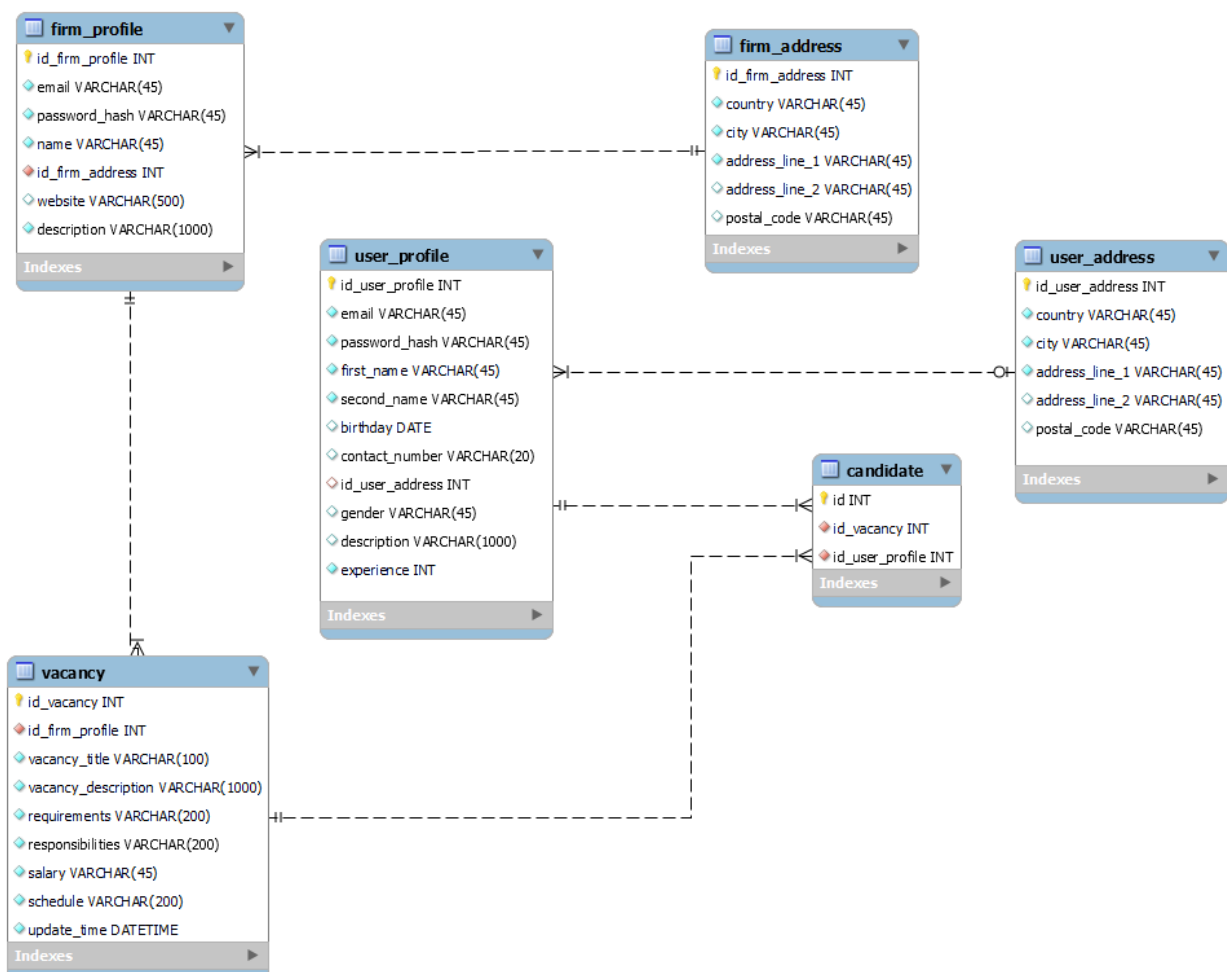 firm_profile
id_firm_profile INT
email VARCHAR(45)
password_hash VARCHAR(45)
name VARCHAR(45)
id_firm_address INT
website VARCHAR(500)
description VARCHAR(1000)
Indexes
firm_address
id_firm_address INT
country VARCHAR(45)
city VARCHAR(45)
address_line_1 VARCHAR(45)
address_line_2 VARCHAR(45)
postal_code VARCHAR(45)
Indexes
user_profile
id_user_profile INT
email VARCHAR(45)
password_hash VARCHAR(45)
first_name VARCHAR(45)
second_name VARCHAR(45)
birthday DATE
contact_number VARCHAR(20)
id_user_address INT
gender VARCHAR(45)
description VARCHAR(1000)
experience INT
Indexes
user_address
id_user_address INT
country VARCHAR(45)
city VARCHAR(45)
address_line_1 VARCHAR(45)
address_line_2 VARCHAR(45)
postal_code VARCHAR(45)
Indexes
candidate
id INT
id_vacancy INT
id_user_profile INT
Indexes
vacancy
id_vacancy INT
id_firm_profile INT
vacancy_title VARCHAR(100)
vacancy_description VARCHAR(1000)
requirements VARCHAR(200)
responsibilities VARCHAR(200)
salary VARCHAR(45)
schedule VARCHAR(200)
update_time DATETIME
Indexes